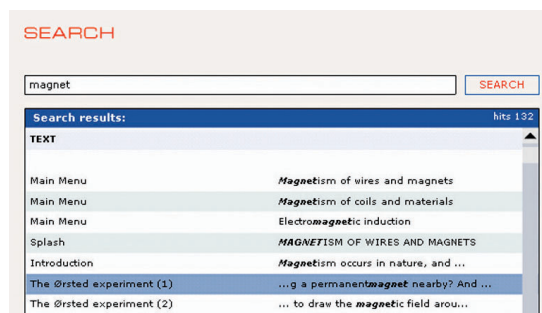 SEARCH
magnet SEARCH
Search results: hits 132
TEXT
Main Menu Magnetism of wires and magnets
Main Menu Magnetism of coils and materials
Main Menu Electromagnetic induction
Splash MAGNETISM OF WIRES AND MAGNETS
Introduction Magnetism occurs in nature, and ...
The Ørsted experiment (1) ...g a permanentmagnet nearby? And ...
The Ørsted experiment (2) ... to draw the magnetic field arou...